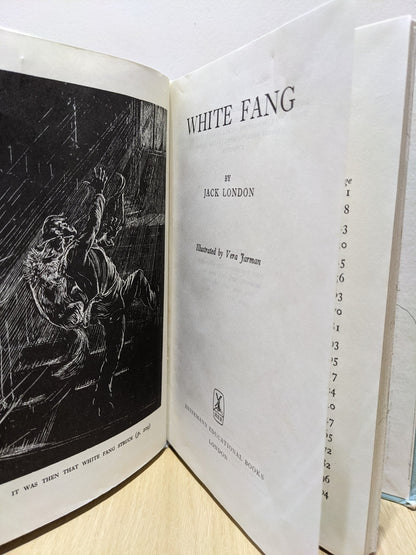 IT WAS THEN THAT WHITE FANG STRUCK
WHITE FANG
BY
JACK LONDON
Illustrated by Vera Jarman
HEINEMANN EDUCATIONAL BOOKS
LONDON